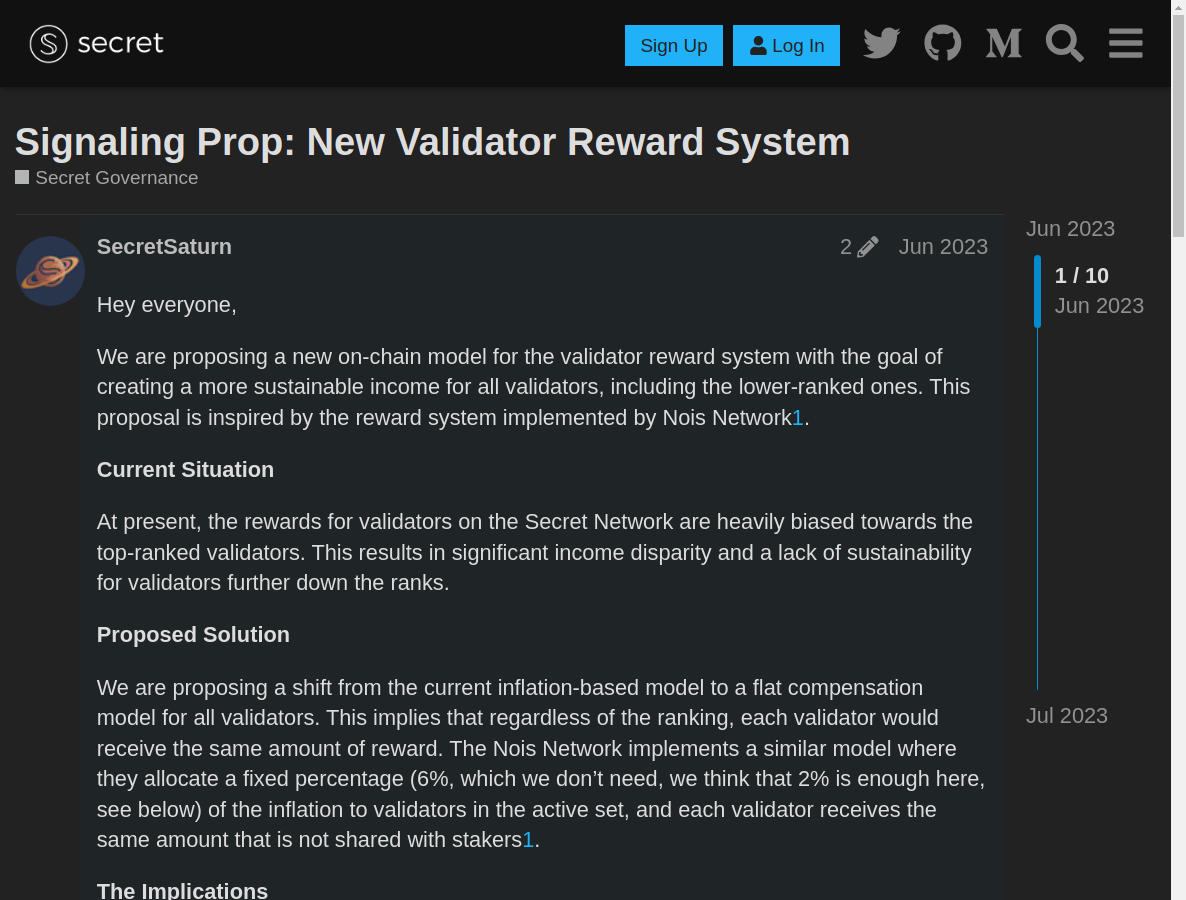 secret
Sign Up
Log In
Signaling Prop: New Validator Reward System
Secret Governance
SecretSaturn
2
Jun 2023
Jun 2023
1 / 10
Jun 2023
Hey everyone,
We are proposing a new on-chain model for the validator reward system with the goal of
creating a more sustainable income for all validators, including the lower-ranked ones. This
proposal is inspired by the reward system implemented by Nois Network1.
Current Situation
At present, the rewards for validators on the Secret Network are heavily biased towards the
top-ranked validators. This results in significant income disparity and a lack of sustainability
for validators further down the ranks.
Proposed Solution
We are proposing a shift from the current inflation-based model to a flat compensation
model for all validators. This implies that regardless of the ranking, each validator would
receive the same amount of reward. The Nois Network implements a similar model where
they allocate a fixed percentage (6%, which we don’t need, we think that 2% is enough here,
see below) of the inflation to validators in the active set, and each validator receives the
same amount that is not shared with stakers1.
Jul 2023
The Implications